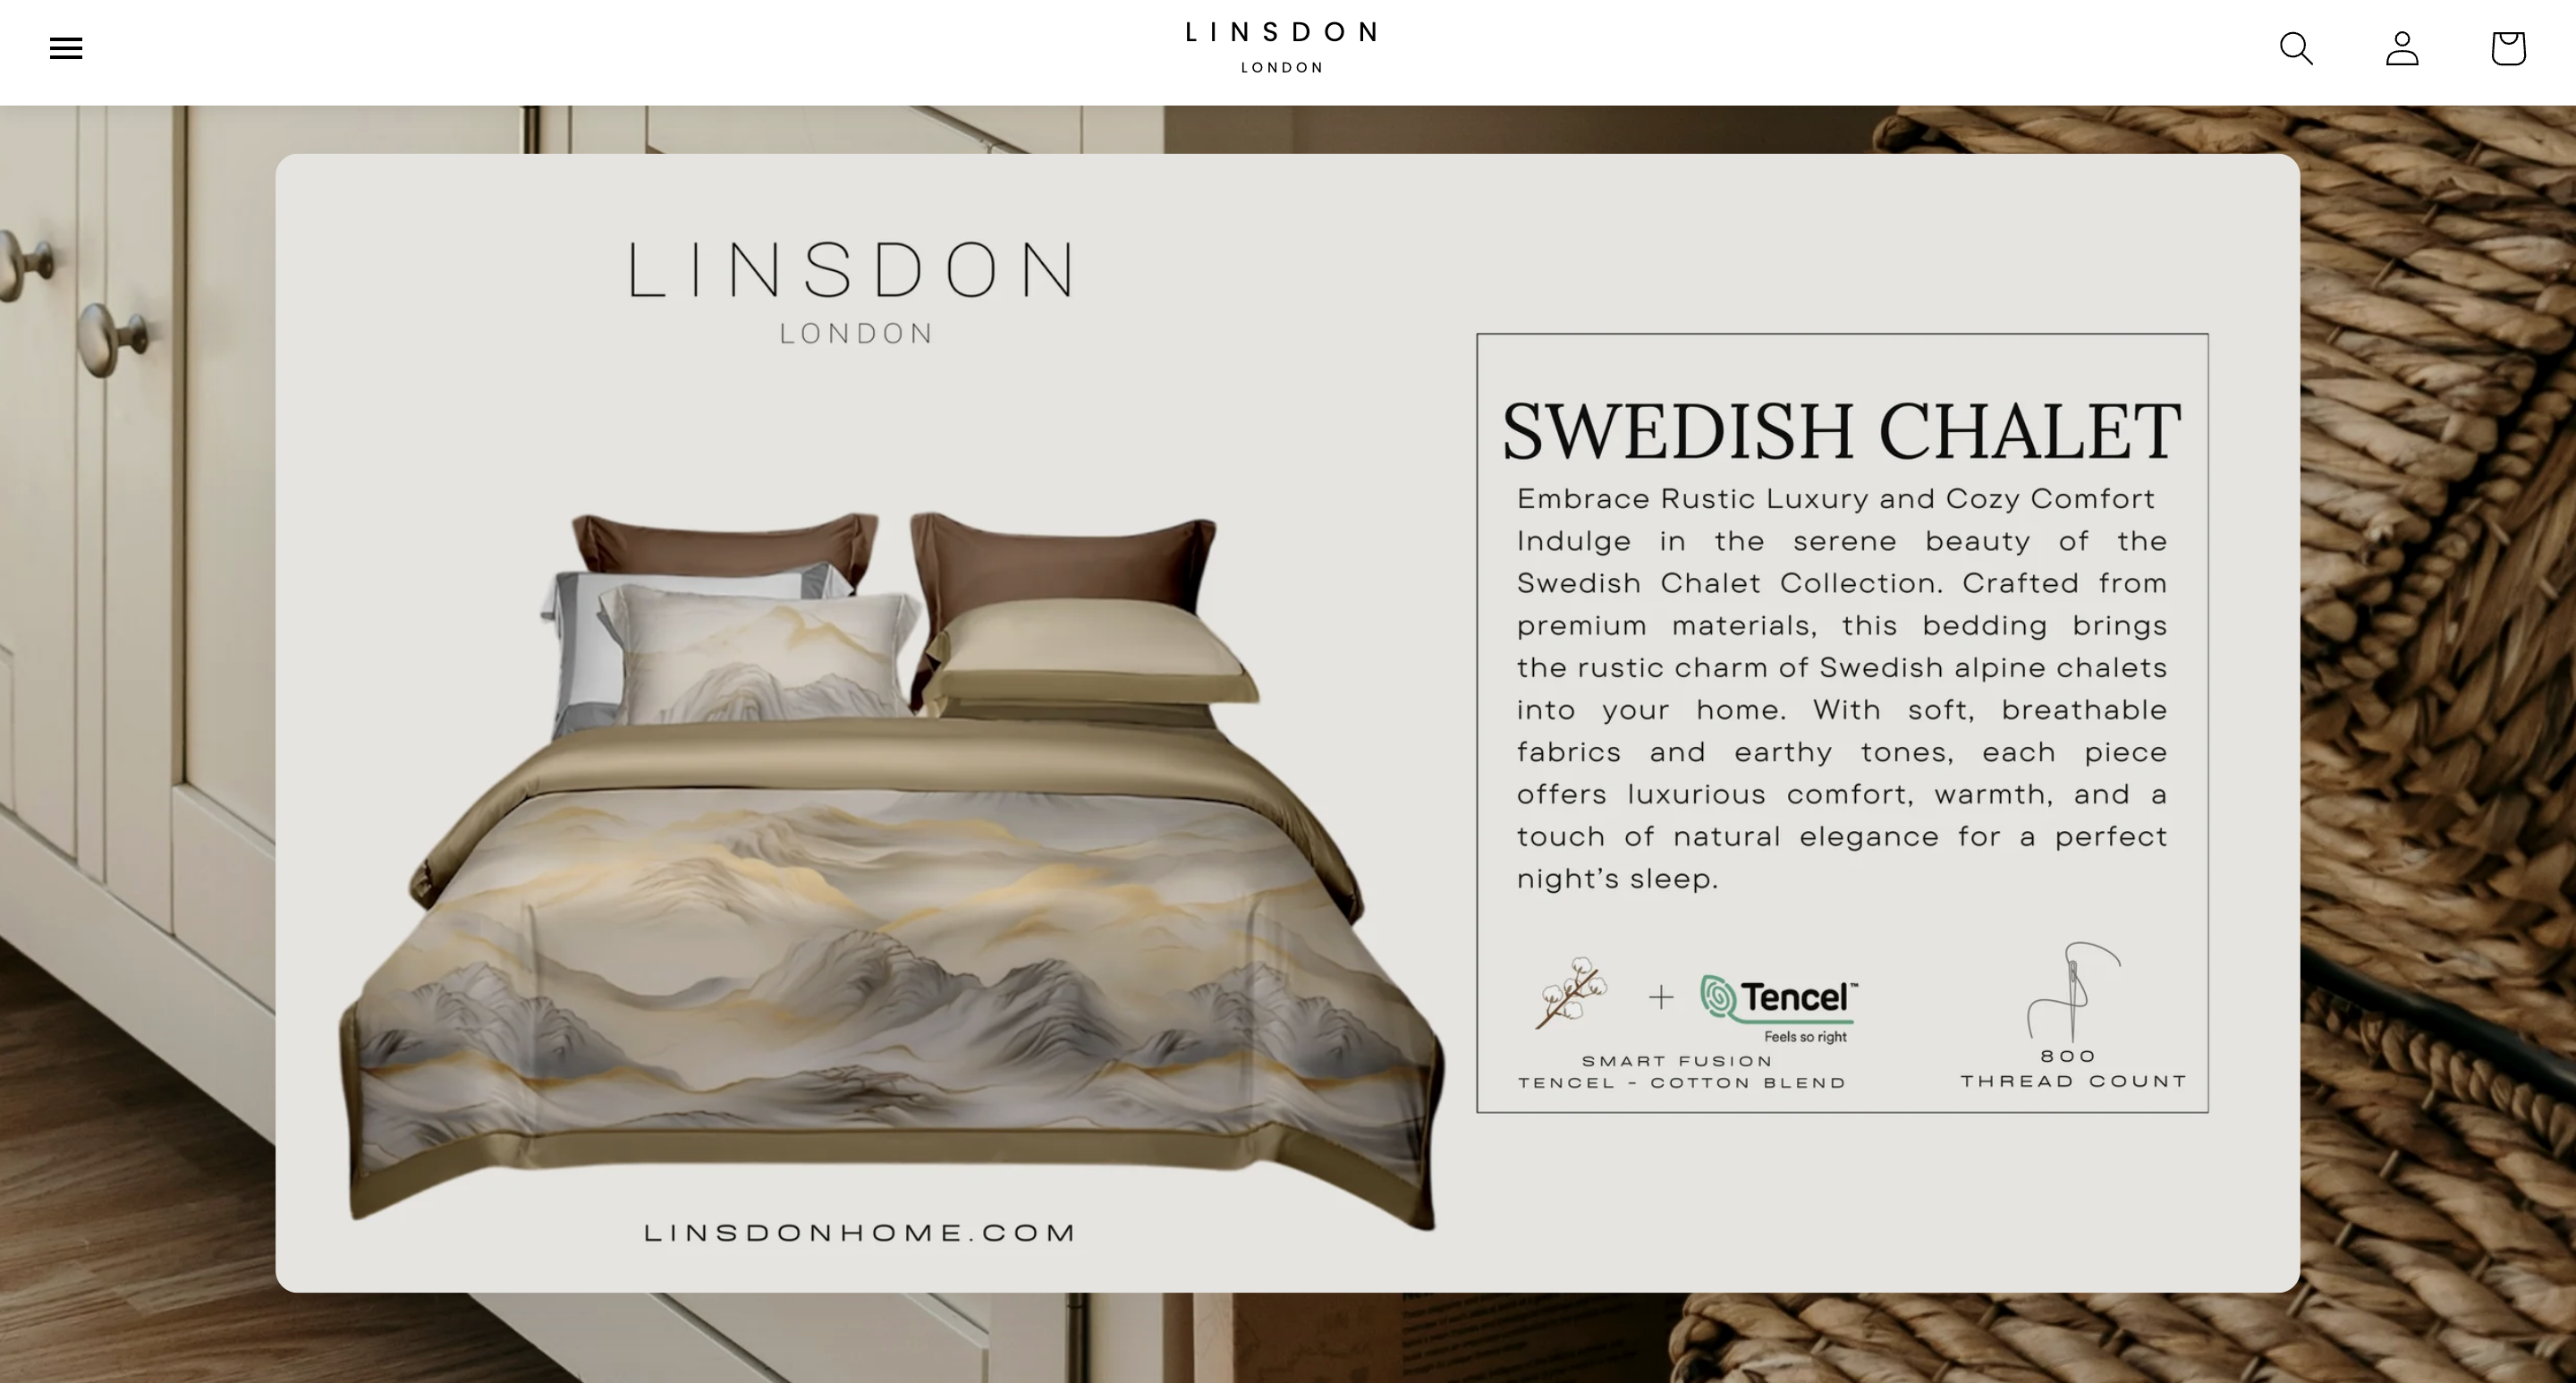 LINSDON
LONDON
LINSDON
LONDON
SWEDISH CHALET
Embrace Rustic Luxury and Cozy Comfort
Indulge in the serene beauty of the
Swedish Chalet Collection. Crafted from
premium materials, this bedding brings
the rustic charm of Swedish alpine chalets
into your home. With soft, breathable
fabrics and earthy tones, each piece
offers luxurious comfort, warmth, and a
touch of natural elegance for a perfect
night’s sleep.
+ Tencel™
Feels so right
SMART FUSION
TENCEL - COTTON BLEND
800
THREAD COUNT
LINSDONHOME.COM